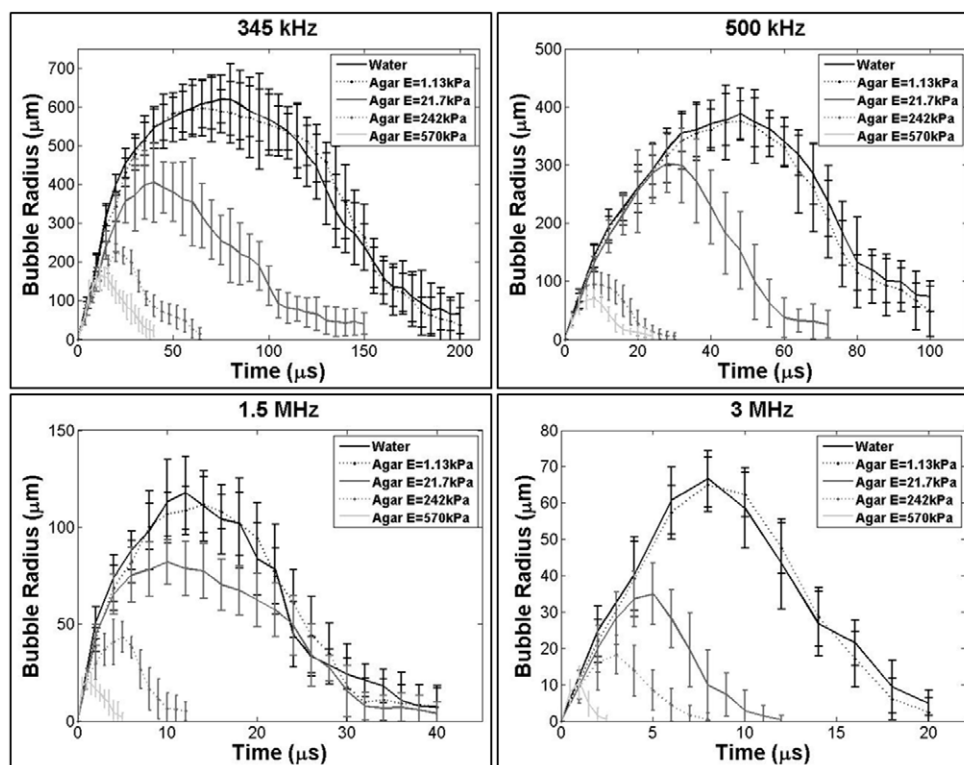 345 kHz
700
600
500
400
300
200
100
0
0
50
100
150
200
Bubble Radius (μm)
Time (μs)
Water
Agar E=1.13kPa
Agar E=21.7kPa
Agar E=242kPa
Agar E=570kPa
500 kHz
500
400
300
200
100
0
0
20
40
60
80
100
Bubble Radius (μm)
Time (μs)
Water
Agar E=1.13kPa
Agar E=21.7kPa
Agar E=242kPa
Agar E=570kPa
1.5 MHz
150
100
50
0
0
10
20
30
40
Bubble Radius (μm)
Time (μs)
Water
Agar E=1.13kPa
Agar E=21.7kPa
Agar E=242kPa
Agar E=570kPa
3 MHz
80
70
60
50
40
30
20
10
0
0
5
10
15
20
Bubble Radius (μm)
Time (μs)
Water
Agar E=1.13kPa
Agar E=21.7kPa
Agar E=242kPa
Agar E=570kPa